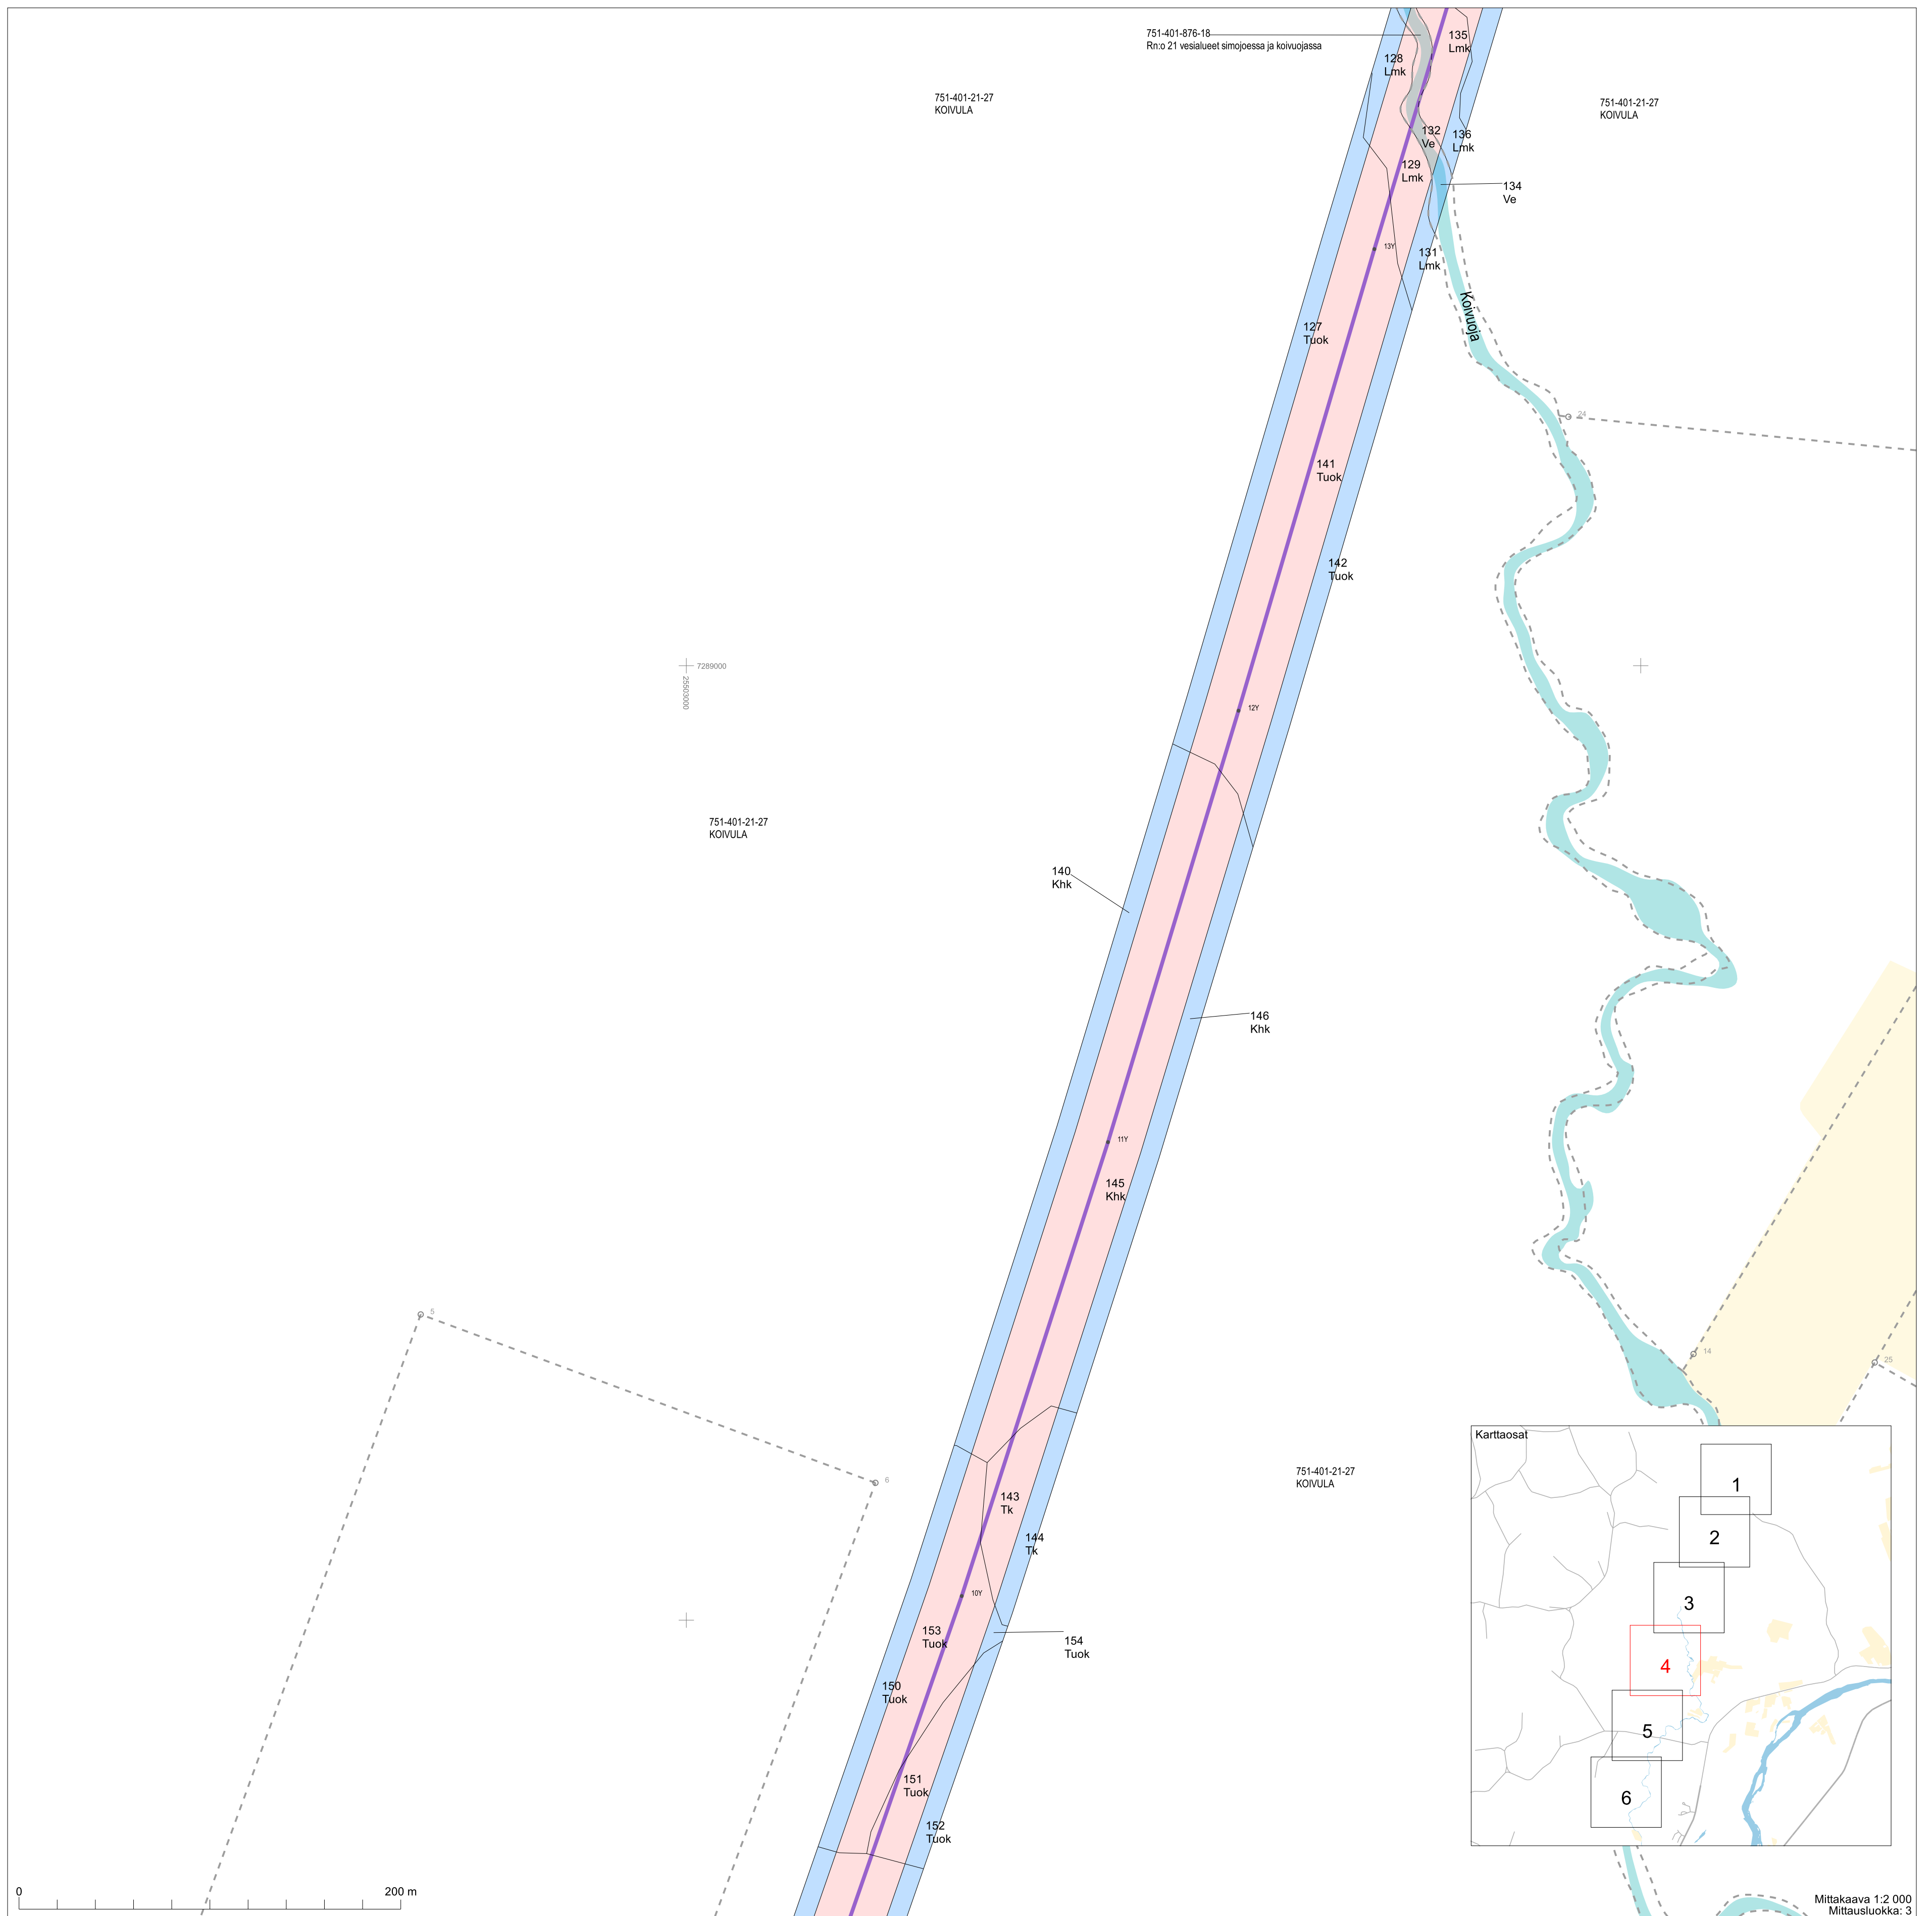 751-401-876-18
Rn:o 21 vesialueet simojoessa ja koivuojassa
135
Lmk
128
Lmk
751-401-21-27
KOIVULA
751-401-21-27
KOIVULA
132
Ve
136
Lmk
129
Lmk
134
Ve
13Y
131
Lmk
Koivuoja
127
Tuok
24
141
Tuok
142
Tuok
7289000
25503000
12Y
751-401-21-27
KOIVULA
140
Khk
146
Khk
11Y
145
Khk
5
14
25
6
751-401-21-27
KOIVULA
143
Tk
144
Tk
10Y
153
Tuok
154
Tuok
150
Tuok
151
Tuok
152
Tuok
Karttaosat
1
2
3
4
5
6
0
200 m
Mittakaava 1:2 000
Mittausluokka: 3